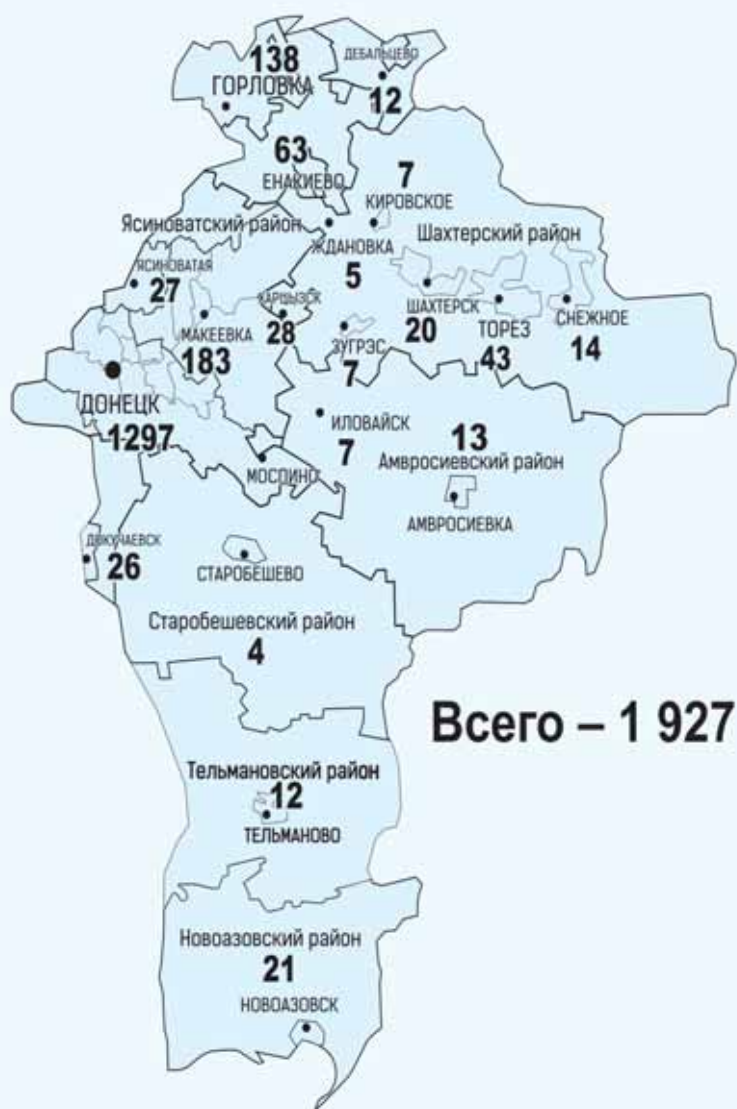 138
ГОРЛОВКА
ДЕБАЛЬЦЕВО
12
63
ЕНАКИЕВО
7
КИРОВСКОЕ
Ясиноватский район
ЖДАНОВКА
5
Шахтерский район
ЯСИНОВАТАЯ
27
МАКЕЕВКА
183
ХАРЦЫЗСК
28
ЗУГРЭС
7
ШАХТЕРСК
20
ТОРЕЗ
43
СНЕЖНОЕ
14
ДОНЕЦК
1297
МОСПИНО
ИЛОВАЙСК
7
13
Амвросиевский район
АМВРОСИЕВКА
ДОКУЧАЕВСК
26
СТАРОБЕШЕВО
Старобешевский район
4
Всего – 1 927
Тельмановский район
12
ТЕЛЬМАНОВО
Новоазовский район
21
НОВОАЗОВСК